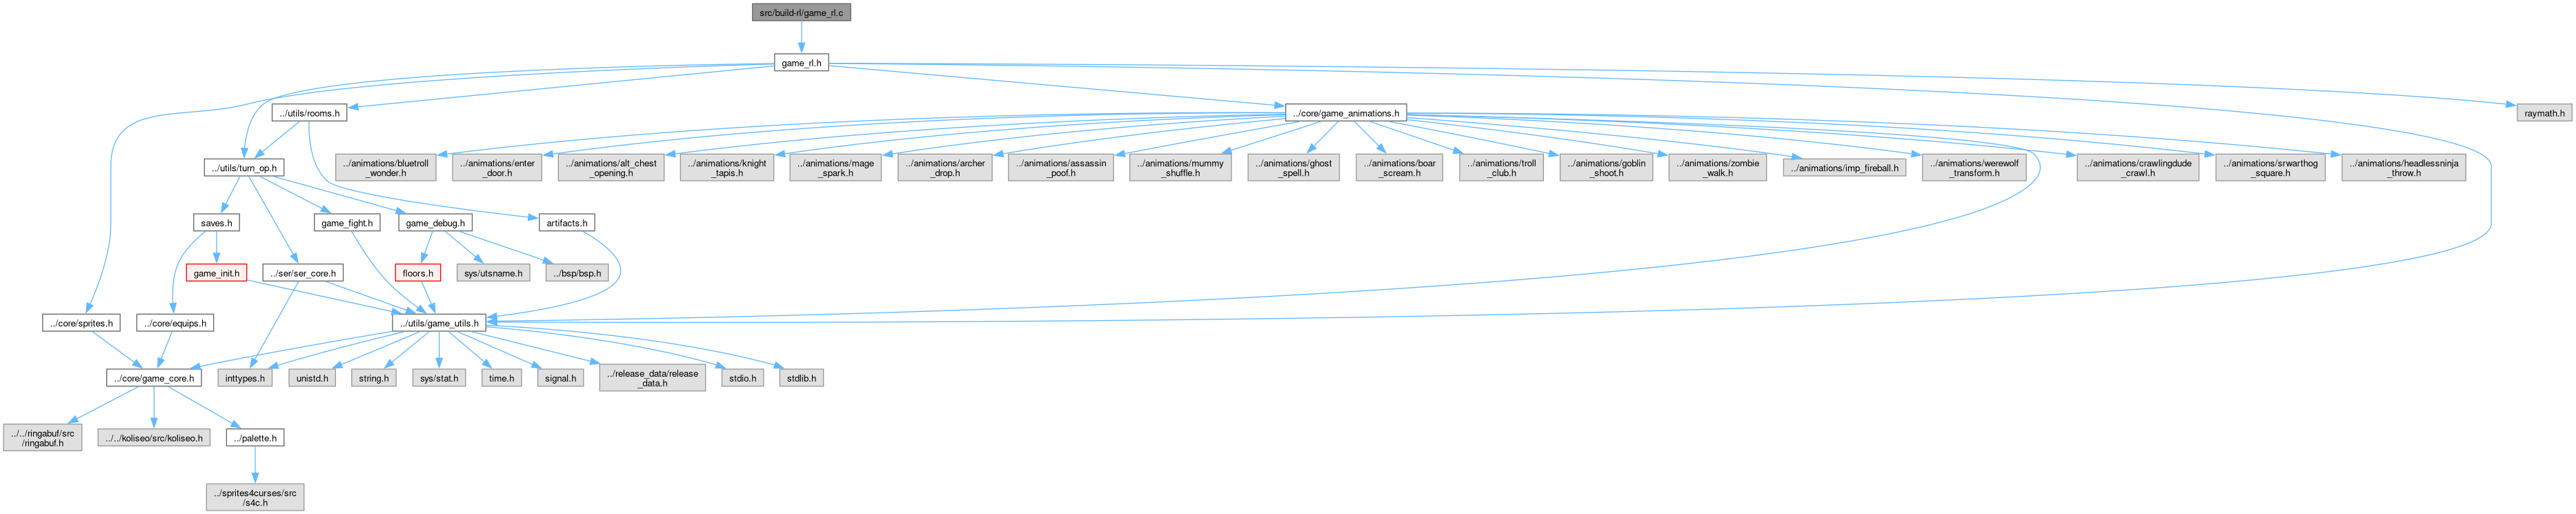 src/build-rl/game_rl.c
game_rl.h
../utils/rooms.h
../core/game_animations.h
raymath.h
../utils/turn_op.h
../animations/bluetroll
_wonder.h
../animations/enter
_door.h
../animations/alt_chest
_opening.h
../animations/knight
_tapis.h
../animations/mage
_spark.h
../animations/archer
_drop.h
../animations/assassin
_poof.h
../animations/mummy
_shuffle.h
../animations/ghost
_spell.h
../animations/boar
_scream.h
../animations/troll
_club.h
../animations/goblin
_shoot.h
../animations/zombie
_walk.h
../animations/imp_fireball.h
../animations/werewolf
_transform.h
../animations/crawlingdude
_crawl.h
../animations/srwarthog
_square.h
../animations/headlessninja
_throw.h
saves.h
game_fight.h
game_debug.h
artifacts.h
game_init.h
../ser/ser_core.h
floors.h
sys/utsname.h
../bsp/bsp.h
../core/sprites.h
../core/equips.h
../utils/game_utils.h
../core/game_core.h
inttypes.h
unistd.h
string.h
sys/stat.h
time.h
signal.h
../release_data/release
_data.h
stdio.h
stdlib.h
../../ringabuf/src
/ringabuf.h
../../koliseo/src/koliseo.h
../palette.h
../sprites4curses/src
/s4c.h